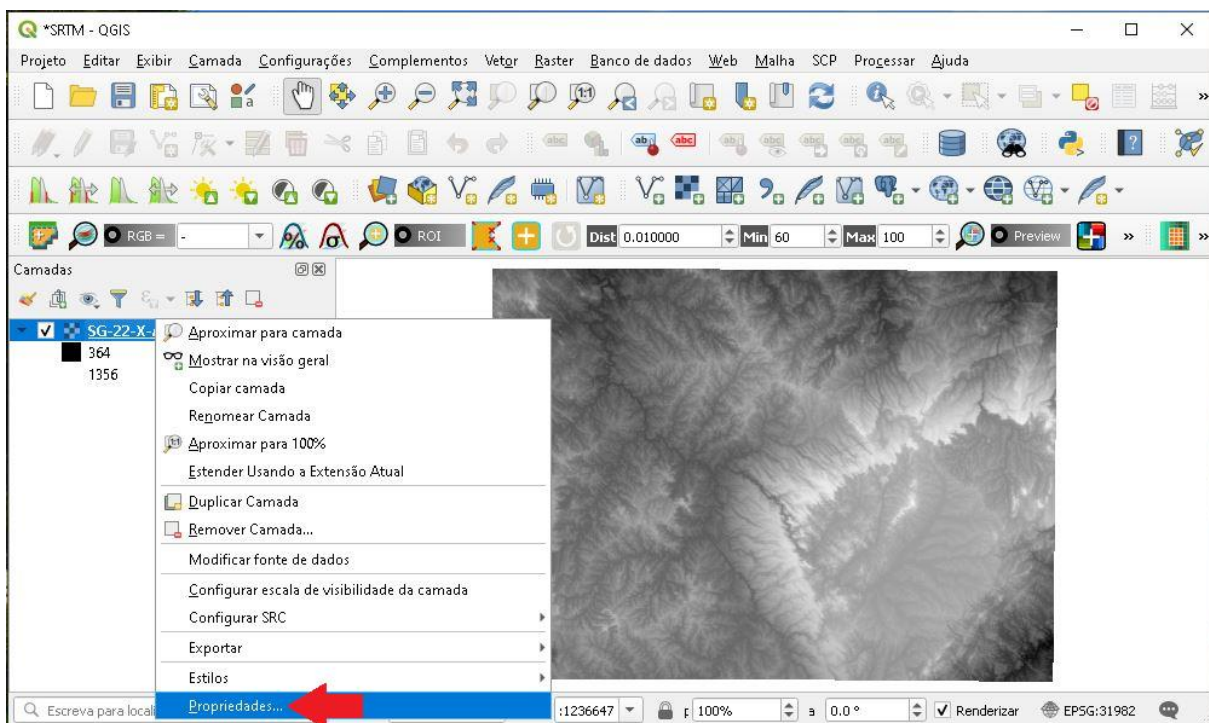 *SRTM - QGIS
Projeto Editar Exibir Camada Configurações Complementos Vetor Raster Banco de dados Web Malha SCP Processar Ajuda
RGB = - ROI Dist 0.010000 Min 60 Max 100 Preview
Camadas
SG-22-X-
364
1356
Aproximar para camada
Mostrar na visão geral
Copiar camada
Renomear Camada
Aproximar para 100%
Estender Usando a Extensão Atual
Duplicar Camada
Remover Camada...
Modificar fonte de dados
Configurar escala de visibilidade da camada
Configurar SRC
Exportar
Estilos
Propriedades...
Escreva para locali :1236647 100% 0.0 ° Renderizar EPSG:31982